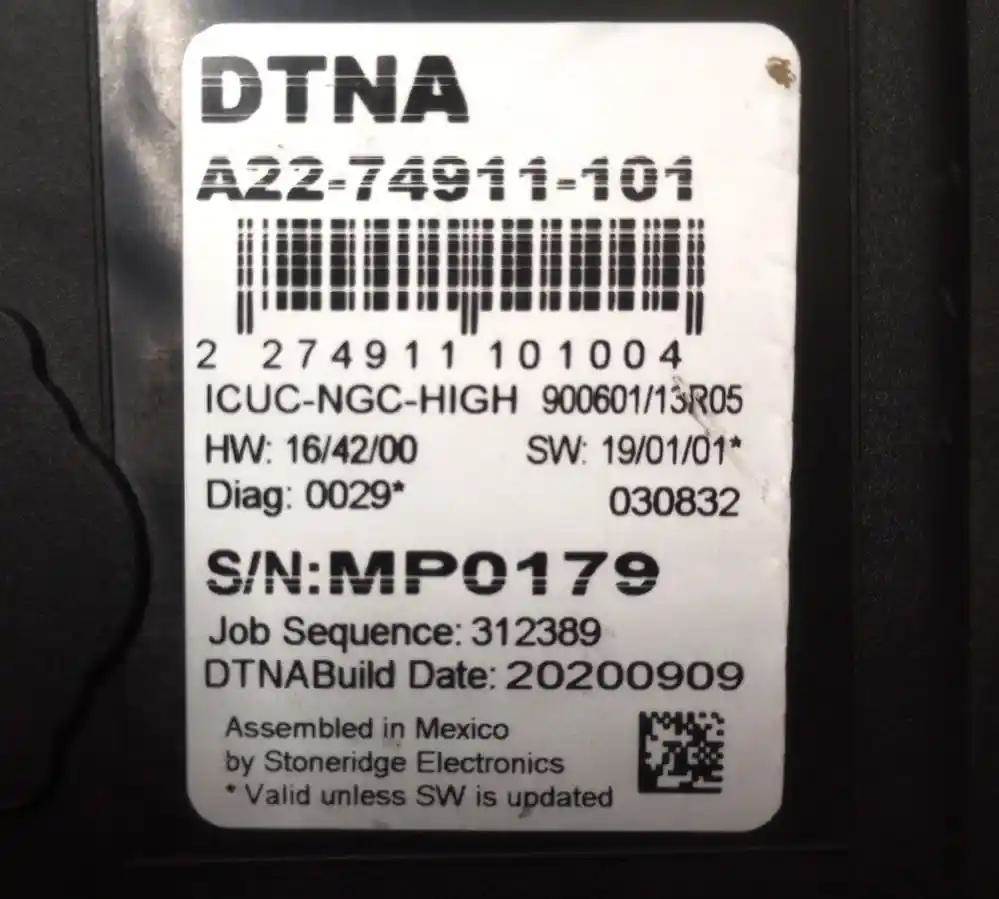 DTNA
A22-74911-101
2 274911 101004
ICUC-NGC-HIGH 900601/13R05
HW: 16/42/00 SW: 19/01/01*
Diag: 0029* 030832
S/N:MP0179
Job Sequence: 312389
DTNABuild Date: 20200909
Assembled in Mexico
by Stoneridge Electronics
* Valid unless SW is updated